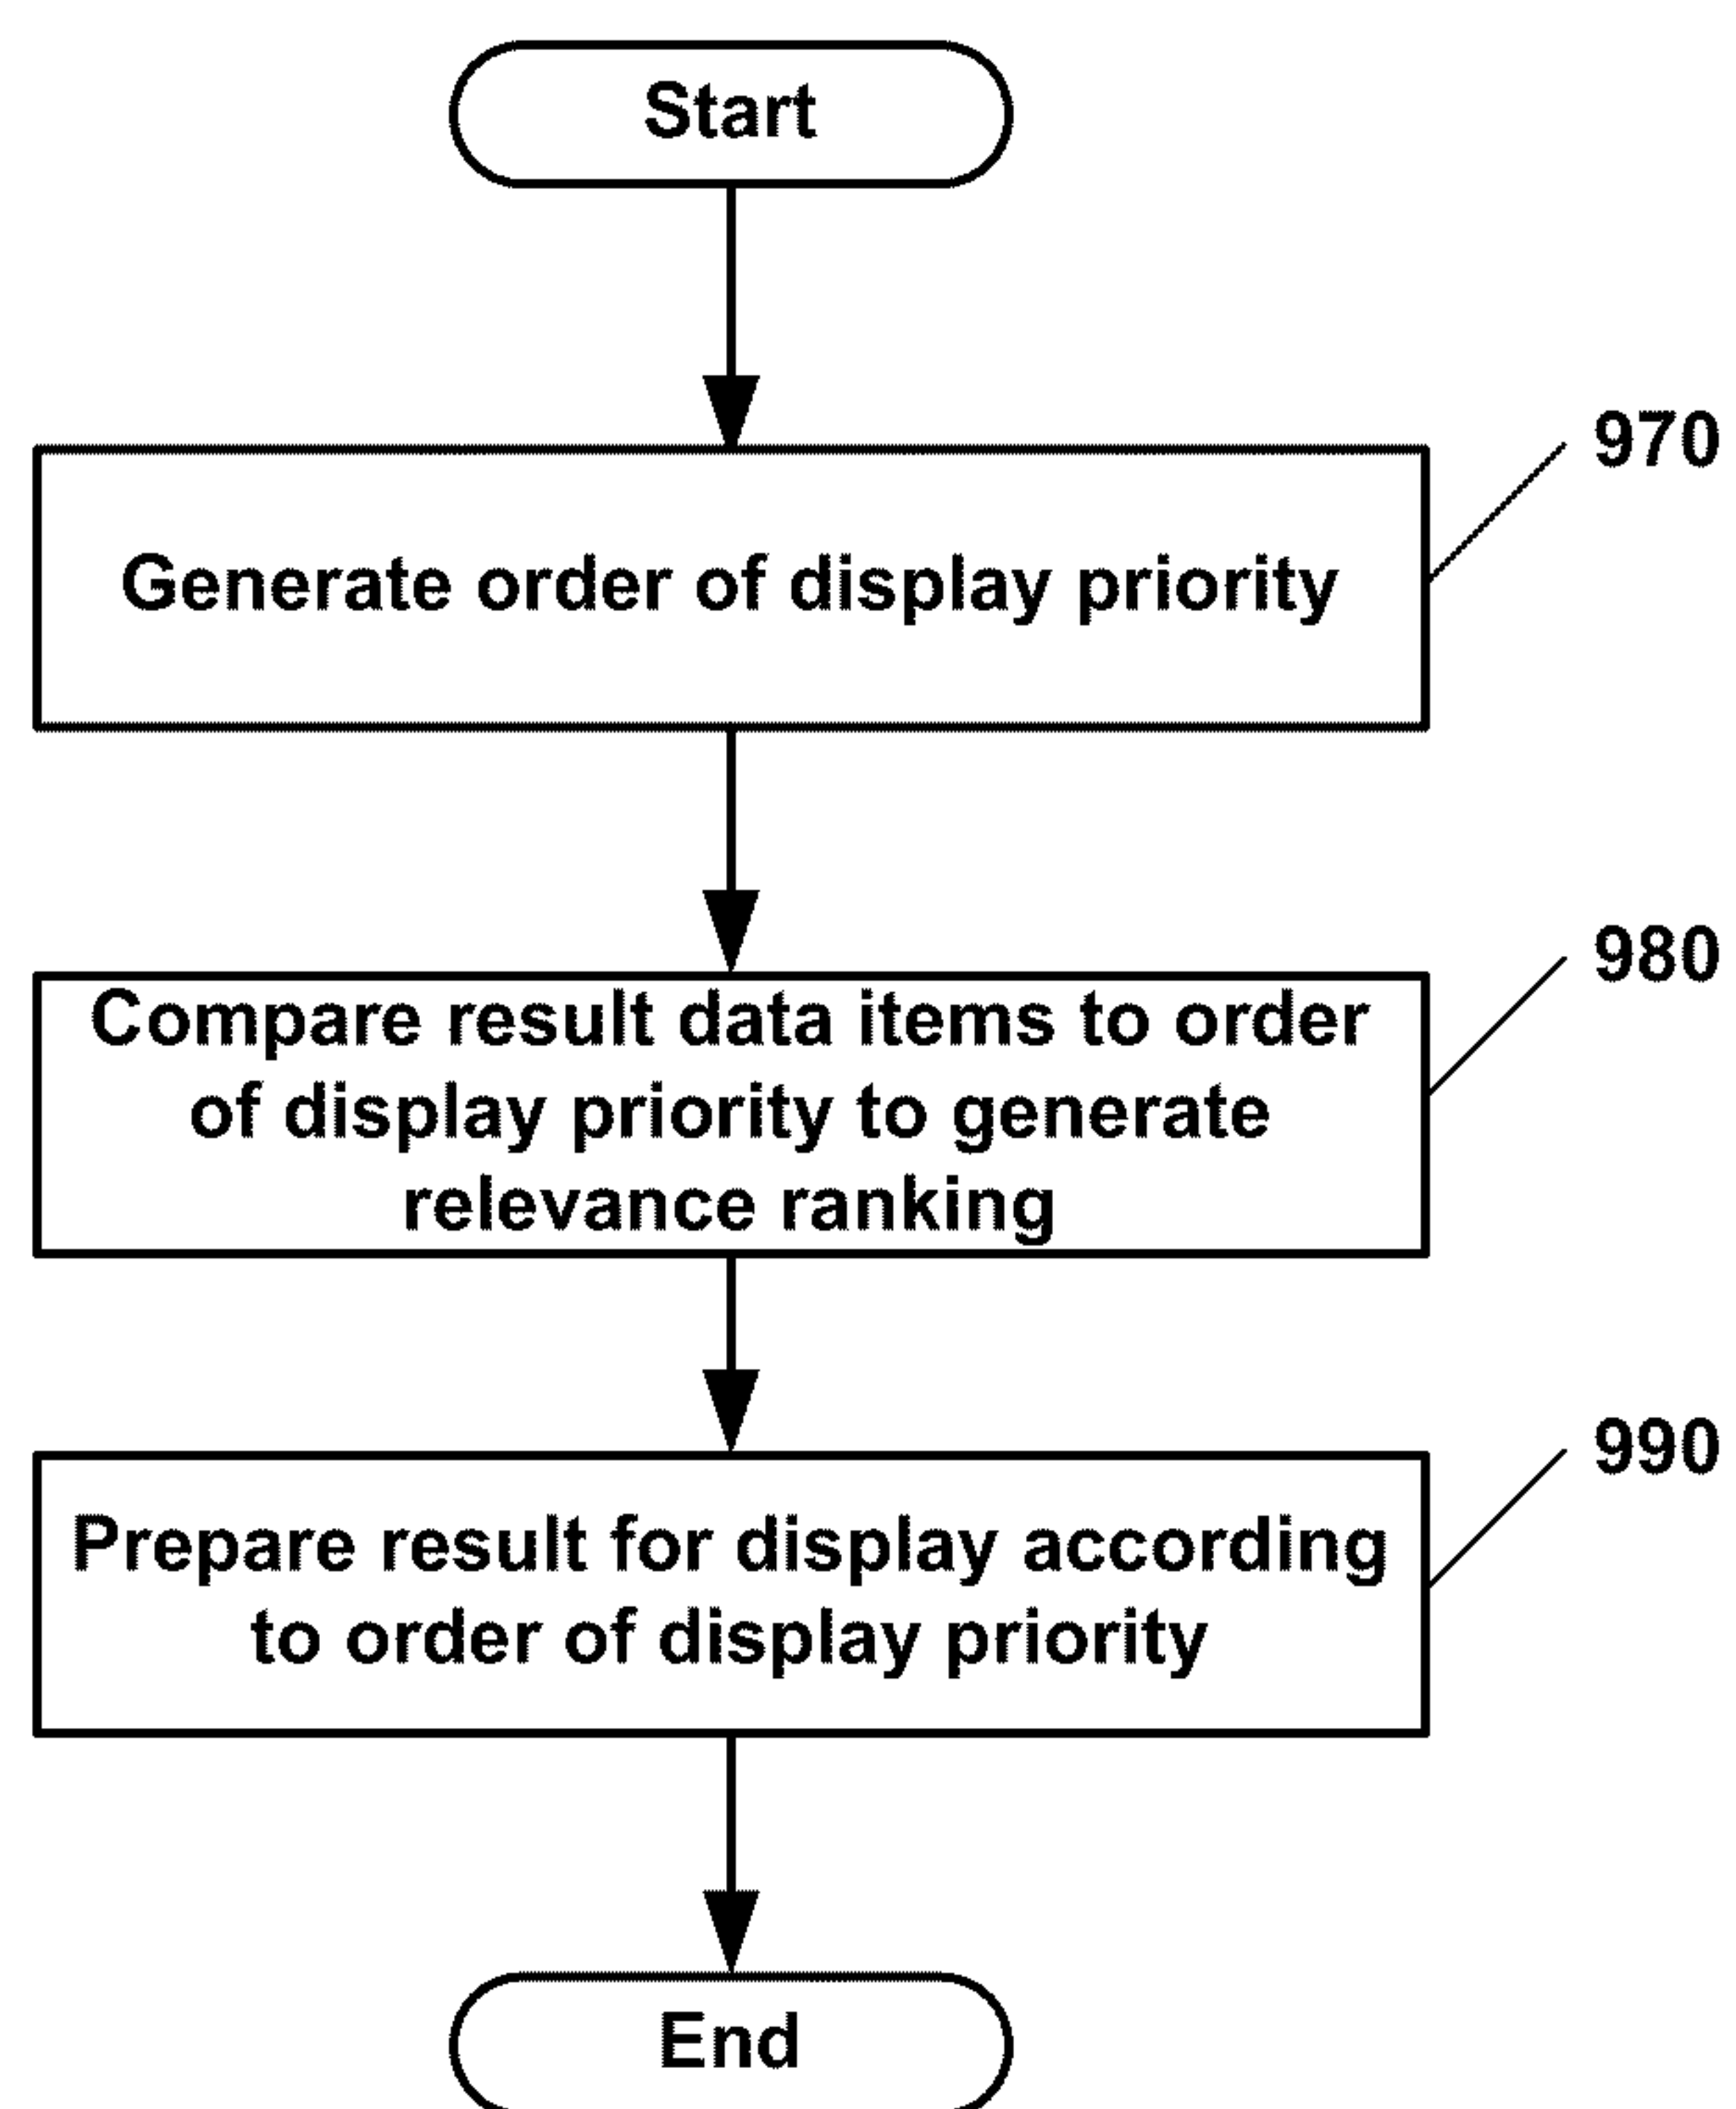 Start
970
Generate order of display priority
980
Compare result data items to order
of display priority to generate
relevance ranking
990
Prepare result for display according
to order of display priority
End